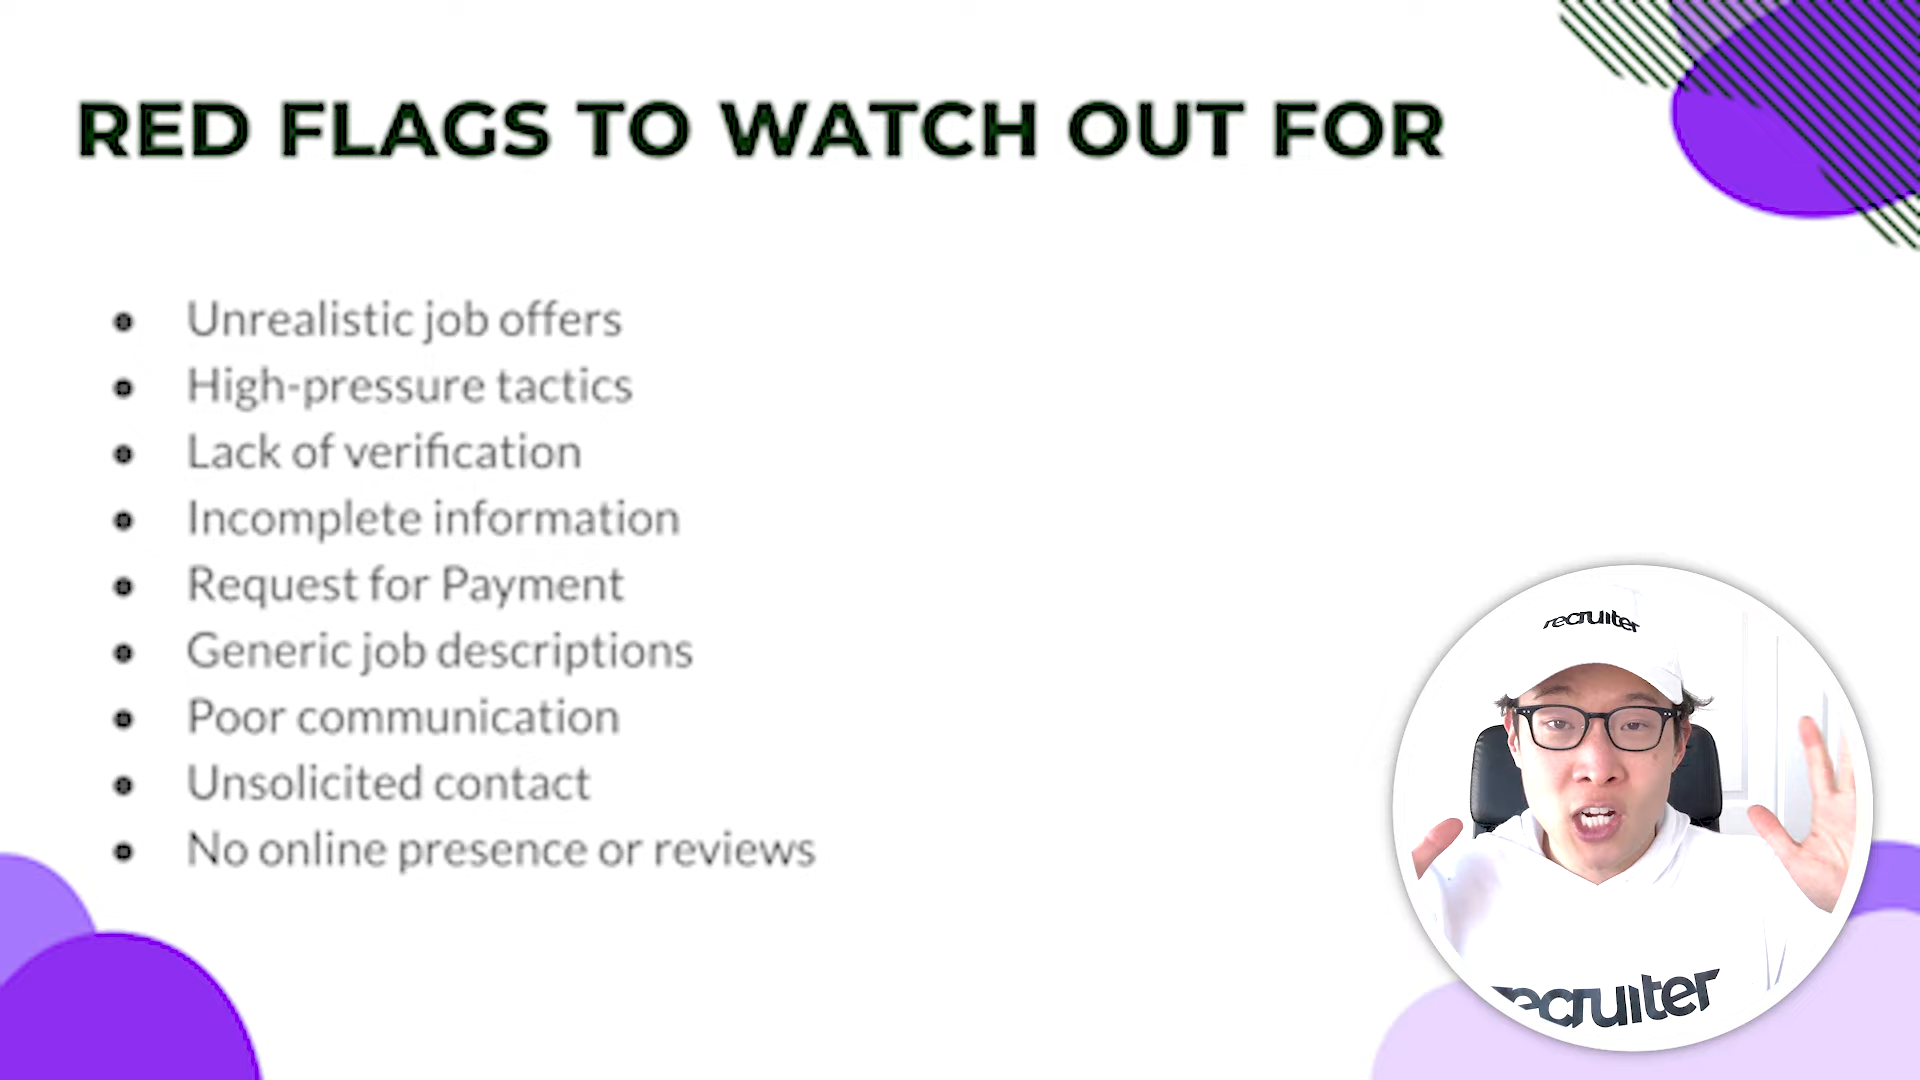 RED FLAGS TO WATCH OUT FOR
Unrealistic job offers
High-pressure tactics
Lack of verification
Incomplete information
Request for Payment
Generic job descriptions
Poor communication
Unsolicited contact
No online presence or reviews
recruiter
recruiter